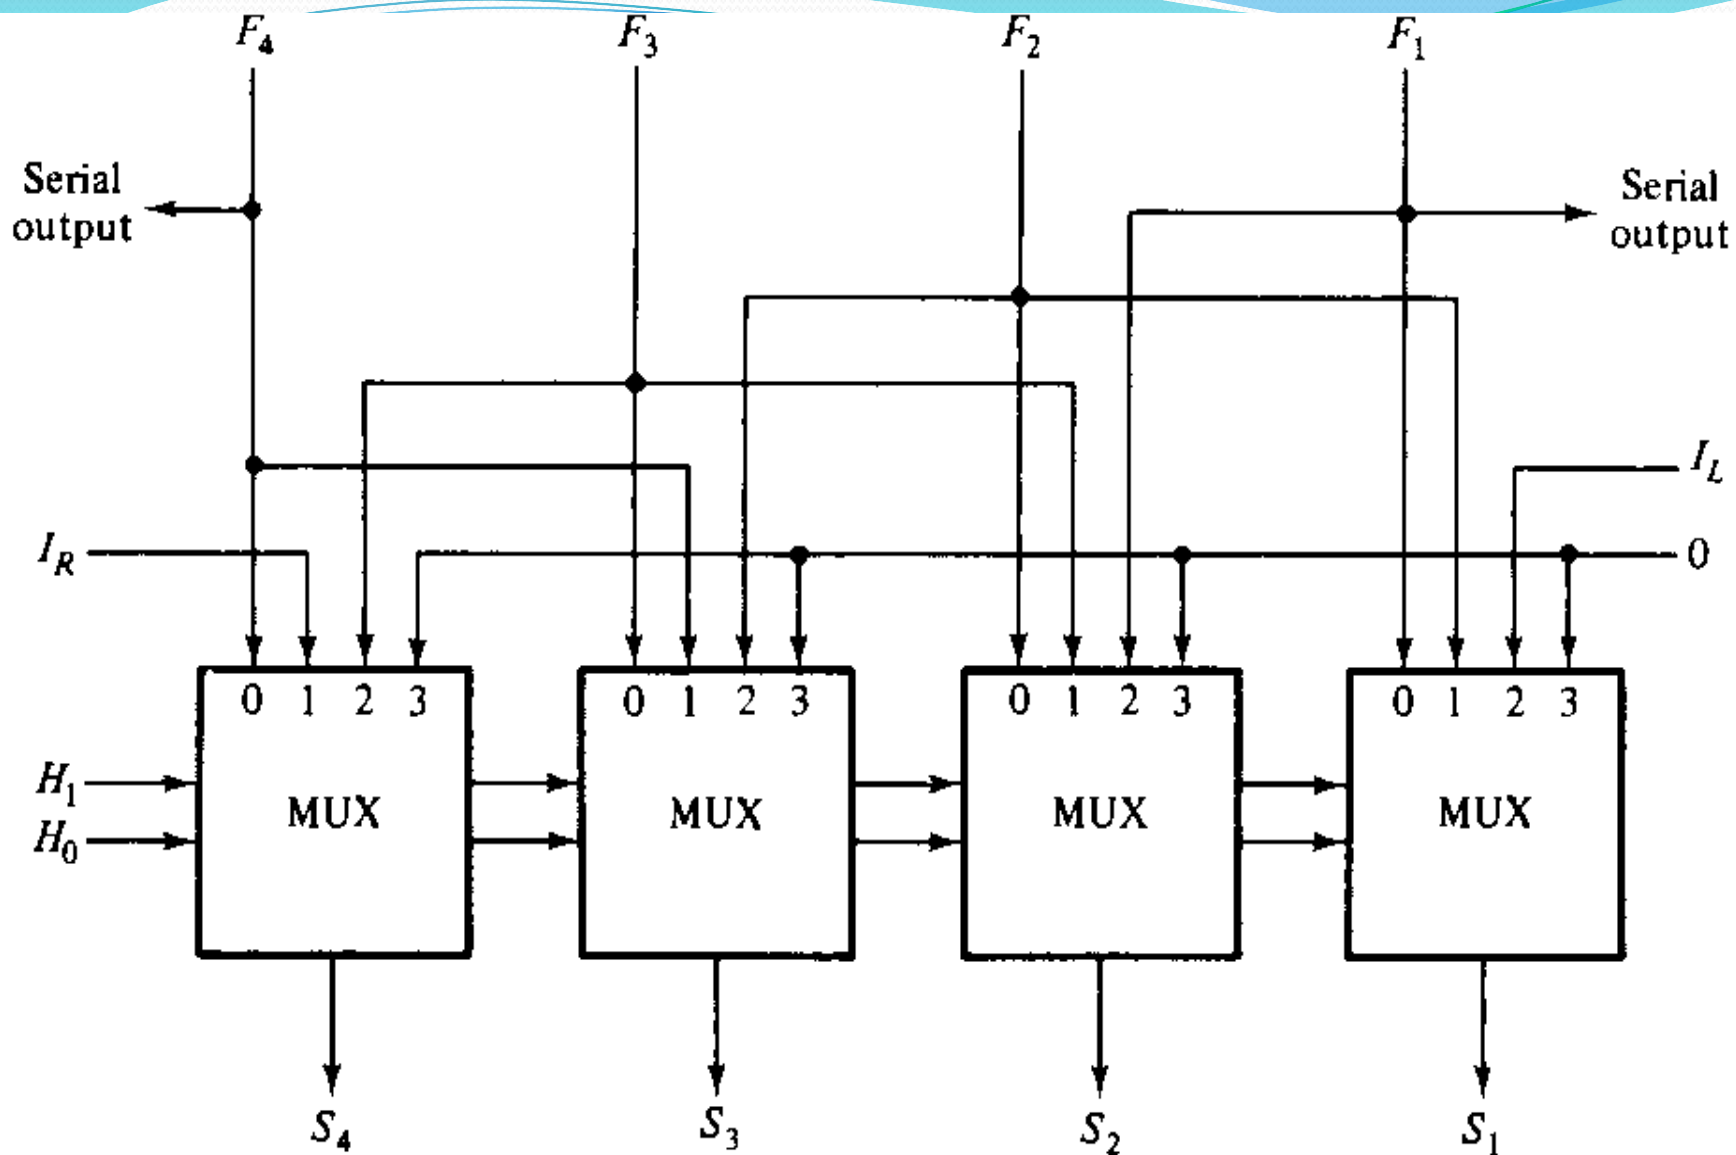 F4 F3 F2 F1
Serial output
Serial output
IL
IR
0
0 1 2 3
0 1 2 3
0 1 2 3
0 1 2 3
H1
MUX
MUX
MUX
MUX
H0
S4 S3 S2 S1